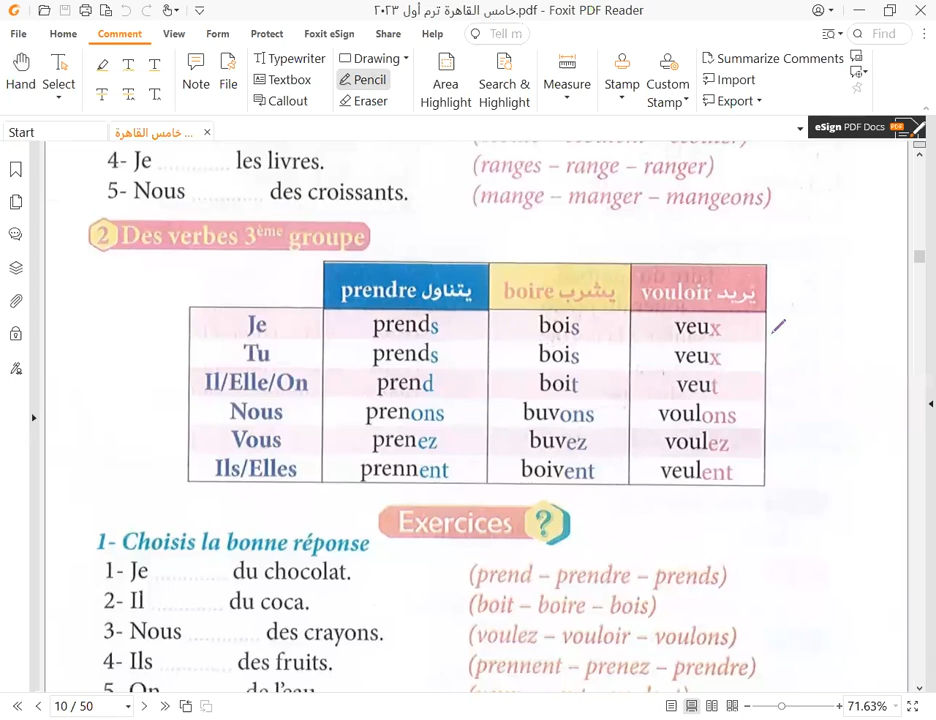 خامس القاهرة ترم أول ٢٠٢٣.pdf - Foxit PDF Reader
File Home Comment View Form Protect Foxit eSign Share Help Tell m Find
Hand Select Note File Typewriter Textbox Callout Drawing Pencil Eraser Area Highlight Search & Highlight Measure Stamp Custom Stamp Summarize Comments Import Export
Start خامس القاهرة ... eSign PDF Docs PDF
4- Je ............ les livres. (ranges – range – ranger)
5- Nous ............ des croissants. (mange – manger – mangeons)
2 Des verbes 3ème groupe
prendre يتناول boire يشرب vouloir يُريد
Je prends bois veux
Tu prends bois veux
Il/Elle/On prend boit veut
Nous prenons buvons voulons
Vous prenez buvez voulez
Ils/Elles prennent boivent veulent
Exercices ?
1- Choisis la bonne réponse
1- Je ............ du chocolat. (prend – prendre – prends)
2- Il ............ du coca. (boit – boire – bois)
3- Nous ............ des crayons. (voulez – vouloir – voulons)
4- Ils ............ des fruits. (prennent – prenez – prendre)
5- On ............ de l'eau
10 / 50 71.63%